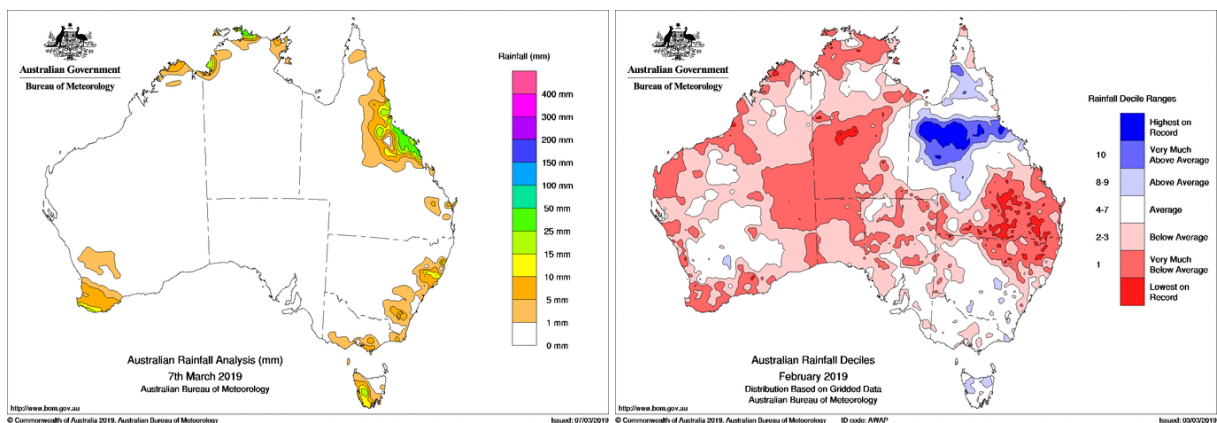 Australian Government
Bureau of Meteorology
Rainfall (mm)
400 mm
300 mm
200 mm
150 mm
100 mm
50 mm
25 mm
15 mm
10 mm
5 mm
1 mm
0 mm
Australian Rainfall Analysis (mm)
7th March 2019
Australian Bureau of Meteorology
http://www.bom.gov.au
© Commonwealth of Australia 2019, Australian Bureau of Meteorology
Issued: 07/03/2019
Australian Government
Bureau of Meteorology
Rainfall Decile Ranges
Highest on
Record
10
Very Much
Above Average
8-9
Above Average
4-7
Average
2-3
Below Average
1
Very Much
Below Average
Lowest on
Record
Australian Rainfall Deciles
February 2019
Distribution Based on Gridded Data
Australian Bureau of Meteorology
http://www.bom.gov.au
© Commonwealth of Australia 2019, Australian Bureau of Meteorology
ID code: AWAP
Issued: 03/03/2019